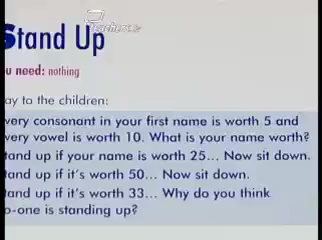 Teachers.tv
Stand Up
ou need: nothing
ay to the children:
very consonant in your first name is worth 5 and
very vowel is worth 10. What is your name worth?
tand up if your name is worth 25... Now sit down.
tand up if it's worth 50... Now sit down.
tand up if it's worth 33... Why do you think
o-one is standing up?